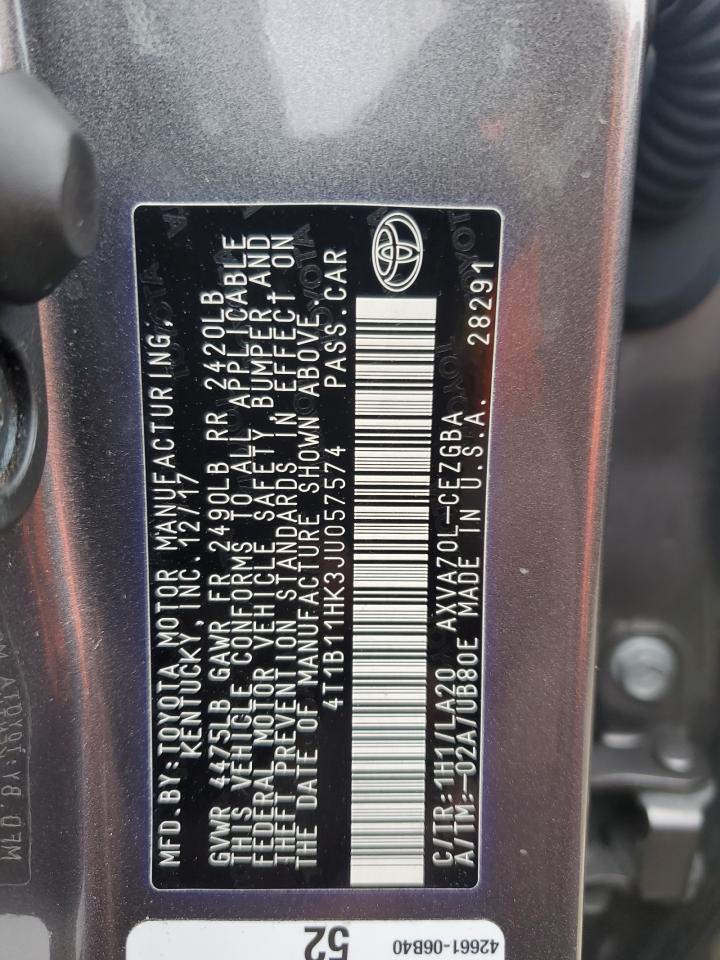 MFD.BY:TOYOTA MOTOR MANUFACTURING,
KENTUCKY, INC. 12/17
GVWR 4475LB GAWR FR 2490LB RR 2420LB
THIS VEHICLE CONFORMS TO ALL APPLICABLE
FEDERAL MOTOR VEHICLE SAFETY, BUMPER AND
THEFT PREVENTION STANDARDS IN EFFECT ON
THE DATE OF MANUFACTURE SHOWN ABOVE.
4T1B11HK3JU057574 PASS.CAR
C/TR:1H1/LA20 AXVA70L-CEZGBA
A/TM:-02A/UB80E MADE IN U.S.A. 28291
52
42661-06B40